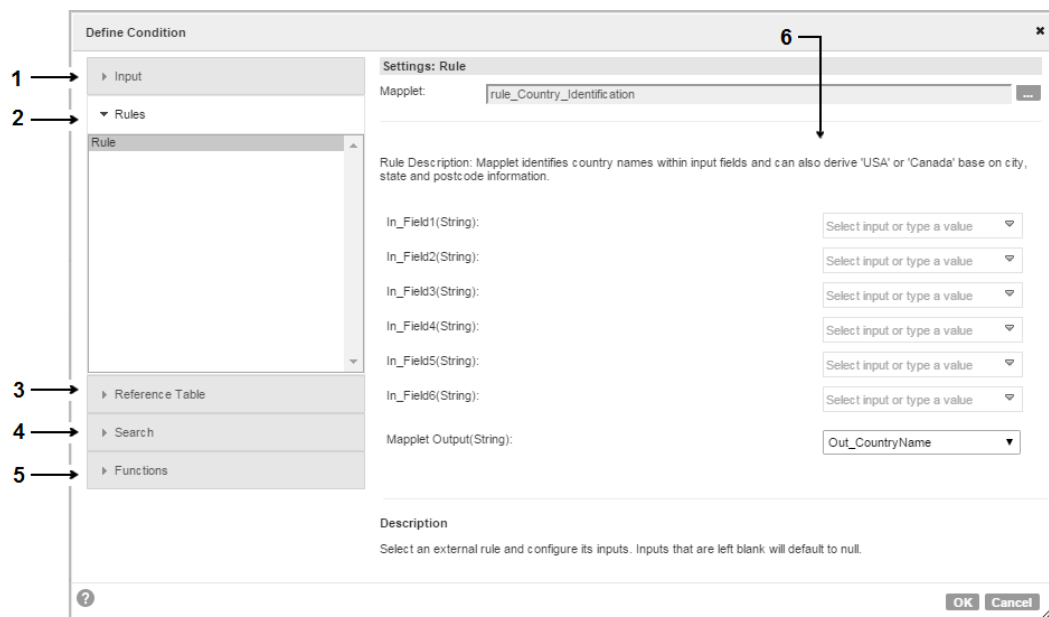 Define Condition
6
1
Input
Settings: Rule
Mapplet:
rule_Country_Identification
...
2
Rules
Rule
Rule Description: Mapplet identifies country names within input fields and can also derive 'USA' or 'Canada' base on city,
state and postcode information.
In_Field1(String):
Select input or type a value
In_Field2(String):
Select input or type a value
In_Field3(String):
Select input or type a value
In_Field4(String):
Select input or type a value
In_Field5(String):
Select input or type a value
In_Field6(String):
Select input or type a value
3
Reference Table
4
Search
Mapplet Output(String):
Out_CountryName
5
Functions
Description
Select an external rule and configure its inputs. Inputs that are left blank will default to null.
?
OK
Cancel